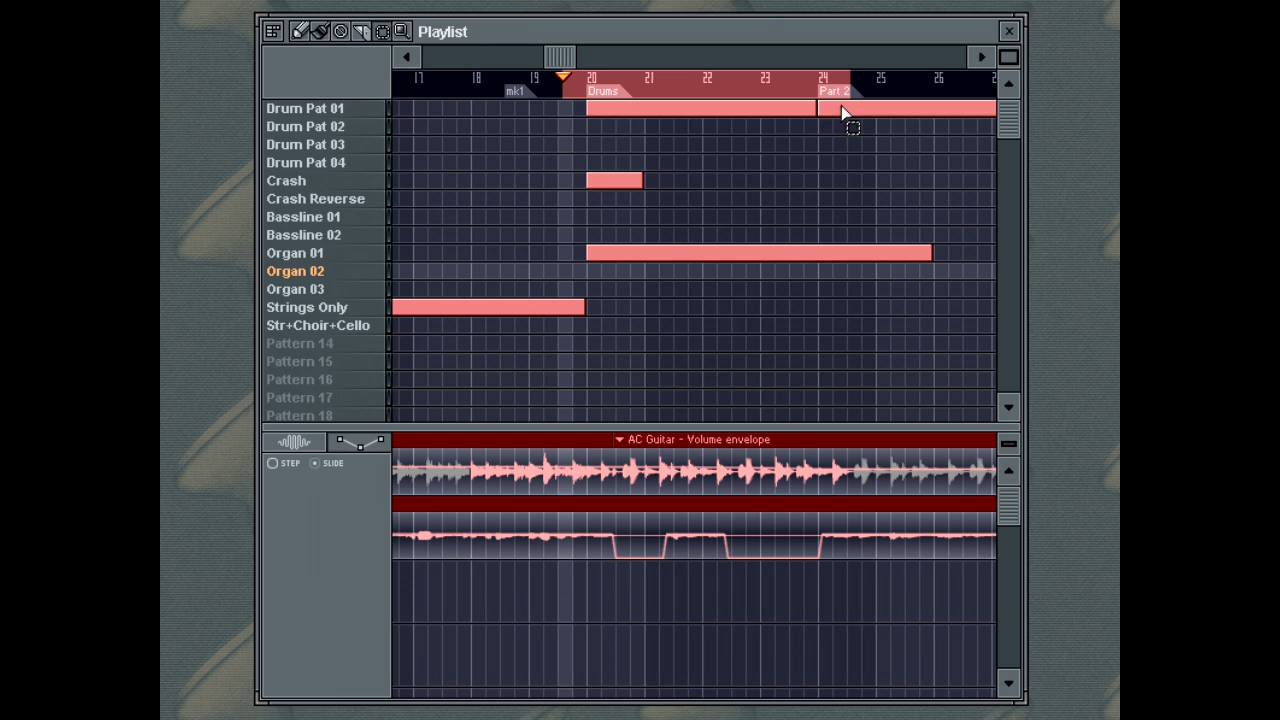 Playlist
17 18 19 20 21 22 23 24 25 26 2
mk1 Drums Part 2
Drum Pat 01
Drum Pat 02
Drum Pat 03
Drum Pat 04
Crash
Crash Reverse
Bassline 01
Bassline 02
Organ 01
Organ 02
Organ 03
Strings Only
Str+Choir+Cello
Pattern 14
Pattern 15
Pattern 16
Pattern 17
Pattern 18
AC Guitar - Volume envelope
STEP SLIDE